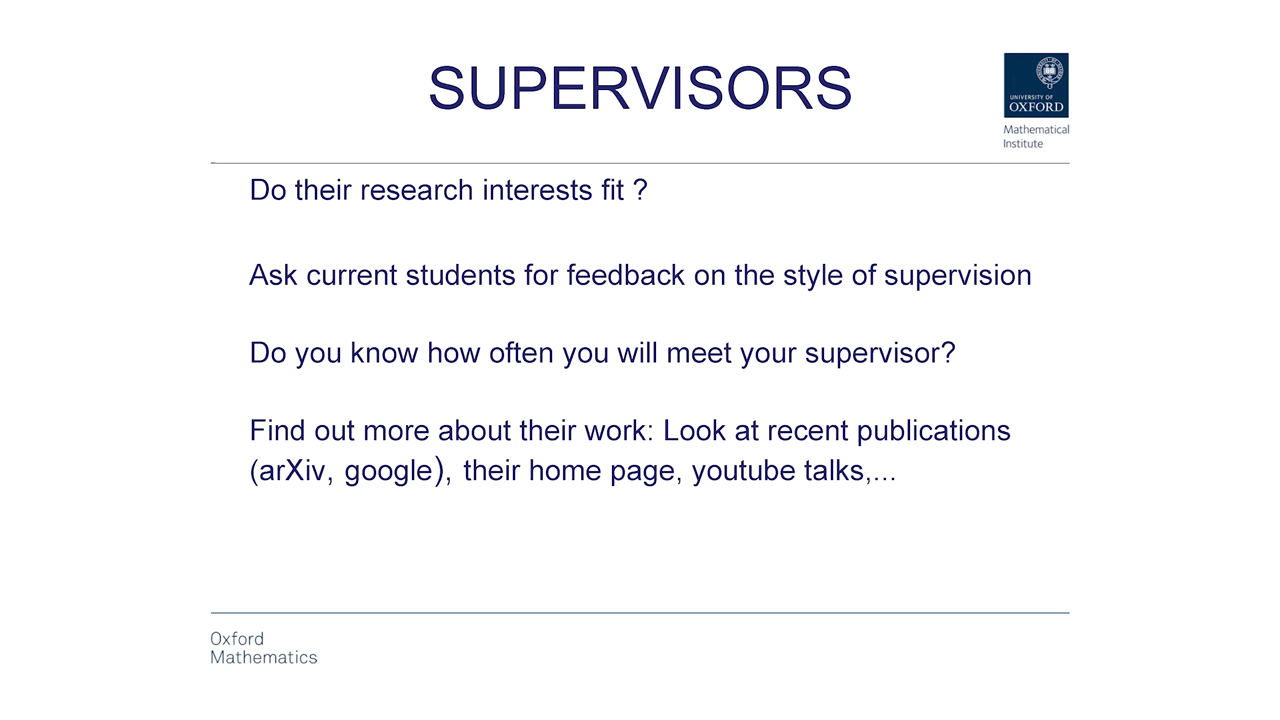 SUPERVISORS
UNIVERSITY OF
OXFORD
Mathematical
Institute
Do their research interests fit ?
Ask current students for feedback on the style of supervision
Do you know how often you will meet your supervisor?
Find out more about their work: Look at recent publications
(arXiv, google), their home page, youtube talks,...
Oxford
Mathematics